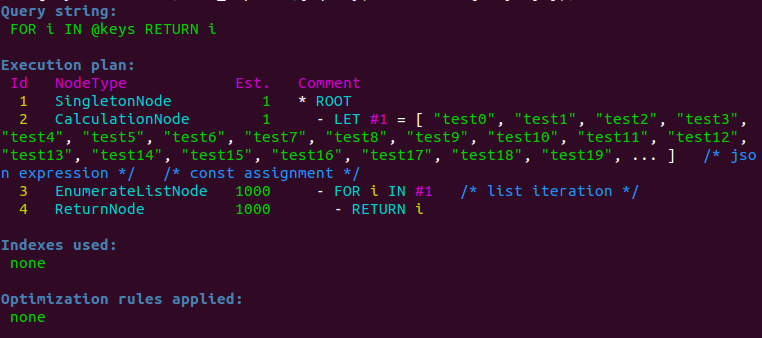 Query string:
 FOR i IN @keys RETURN i

Execution plan:
 Id   NodeType            Est.   Comment
  1   SingletonNode          1   * ROOT
  2   CalculationNode        1     - LET #1 = [ "test0", "test1", "test2", "test3",
"test4", "test5", "test6", "test7", "test8", "test9", "test10", "test11", "test12",
"test13", "test14", "test15", "test16", "test17", "test18", "test19", ... ]   /* jso
n expression */   /* const assignment */
  3   EnumerateListNode   1000     - FOR i IN #1   /* list iteration */
  4   ReturnNode          1000       - RETURN i

Indexes used:
 none

Optimization rules applied:
 none